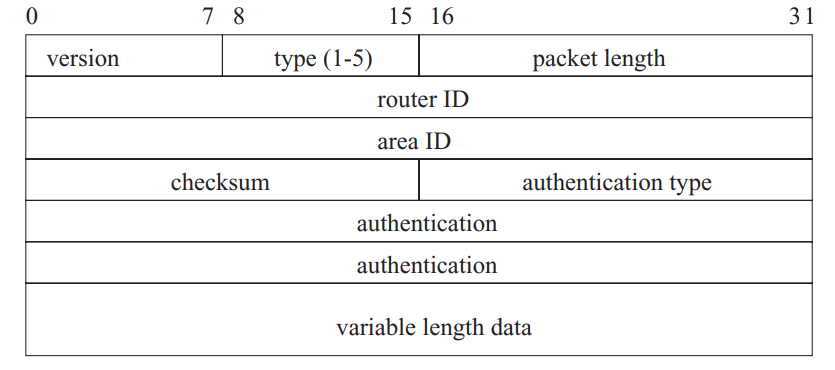 0 7 8 15 16 31
version type (1-5) packet length
router ID
area ID
checksum authentication type
authentication
authentication
variable length data